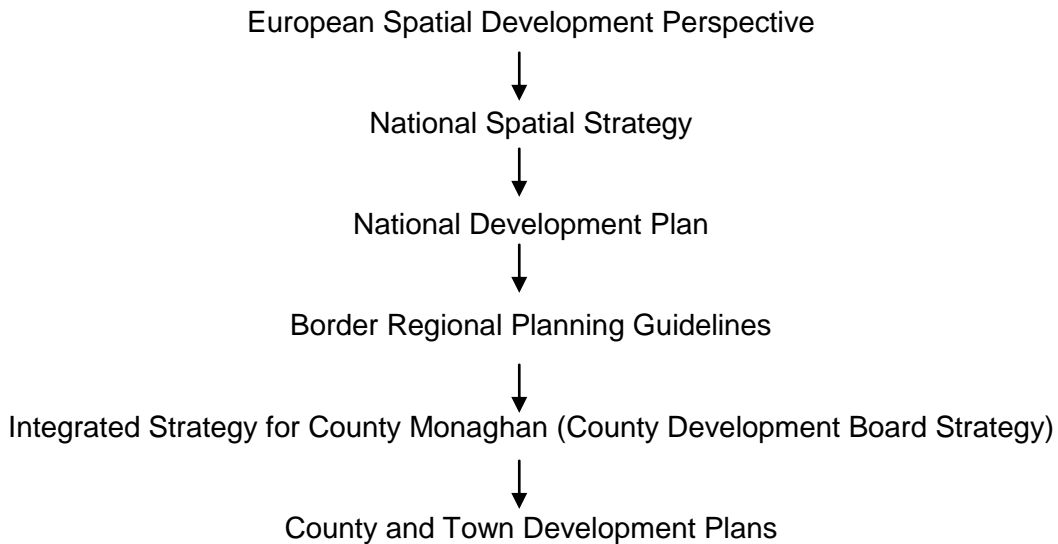 European Spatial Development Perspective
National Spatial Strategy
National Development Plan
Border Regional Planning Guidelines
Integrated Strategy for County Monaghan (County Development Board Strategy)
County and Town Development Plans